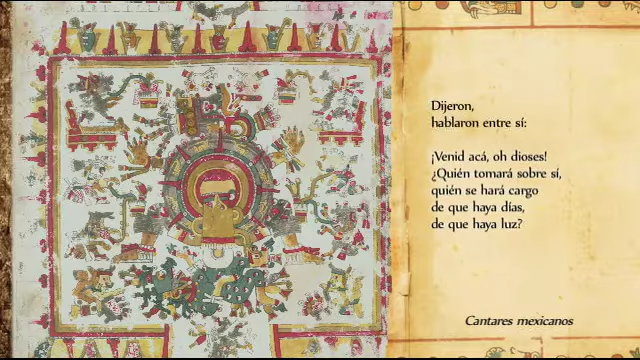 Dijeron,
hablaron entre sí:
¡Venid acá, oh dioses!
¿Quién tomará sobre sí,
quién se hará cargo
de que haya días,
de que haya luz?
Cantares mexicanos